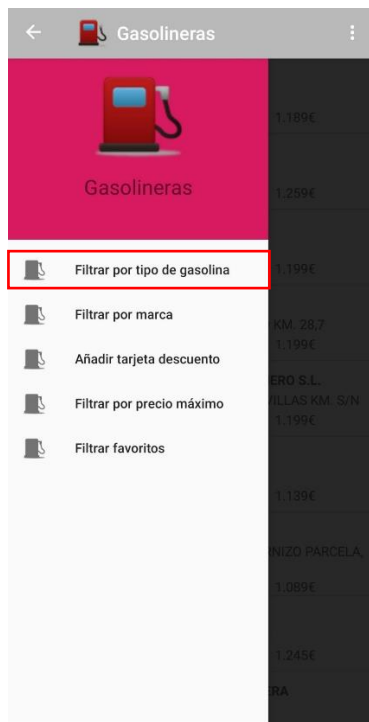 Gasolineras
Gasolineras
Filtrar por tipo de gasolina
Filtrar por marca
Añadir tarjeta descuento
Filtrar por precio máximo
Filtrar favoritos
1.189€
1.259€
1.199€
KM. 28,7
1.199€
ERO S.L.
VILLAS KM. S/N
1.199€
1.139€
RNIZO PARCELA,
1.089€
1.245€
ERA